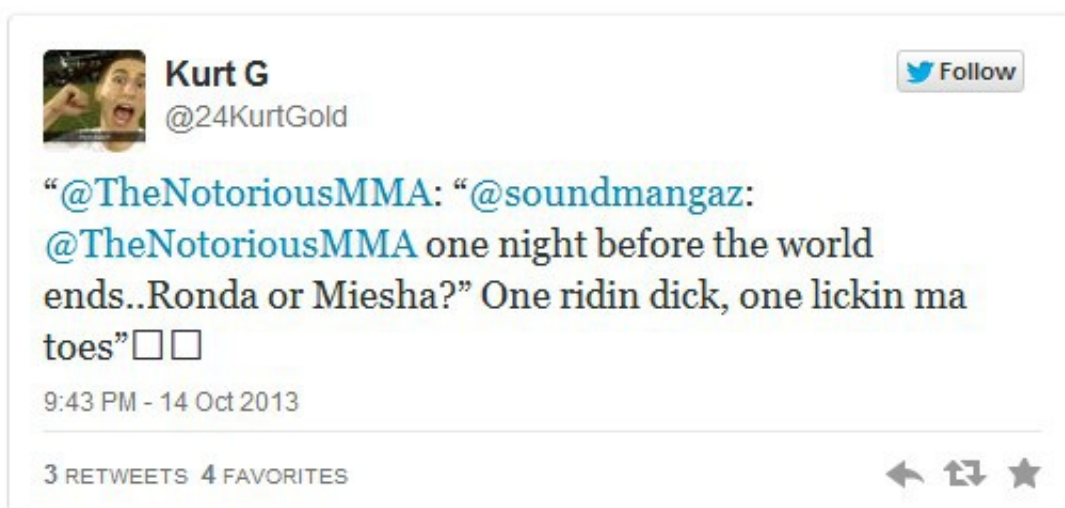 Kurt G
@24KurtGold
Follow
“@TheNotoriousMMA: “@soundmangaz:
@TheNotoriousMMA one night before the world
ends..Ronda or Miesha?” One ridin dick, one lickin ma
toes”□□
9:43 PM - 14 Oct 2013
3 RETWEETS 4 FAVORITES